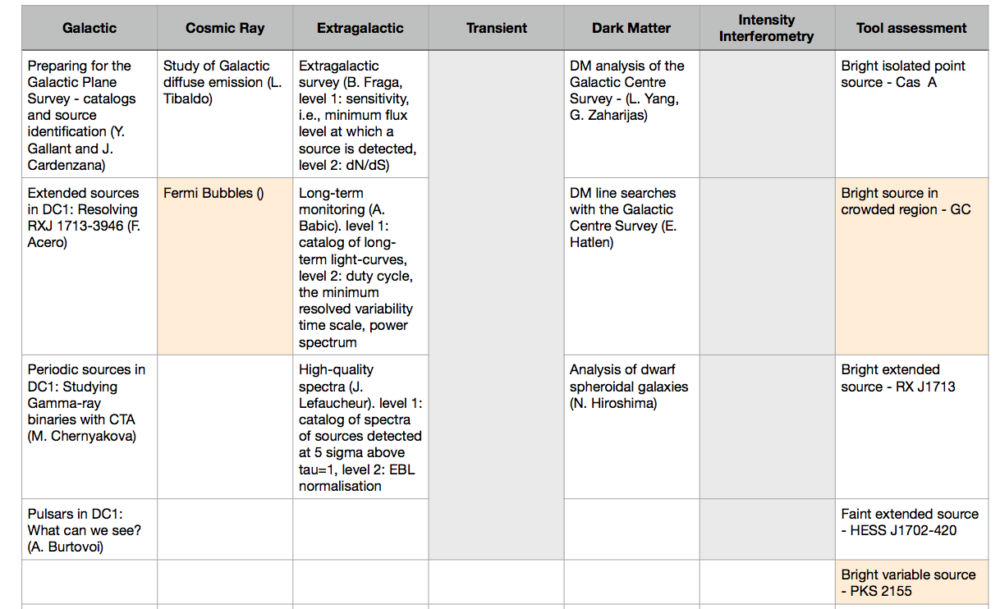 Galactic
Cosmic Ray
Extragalactic
Transient
Dark Matter
Intensity
Interferometry
Tool assessment
Preparing for the
Galactic Plane
Survey - catalogs
and source
identification (Y.
Gallant and J.
Cardenzana)
Study of Galactic
diffuse emission (L.
Tibaldo)
Extragalactic
survey (B. Fraga,
level 1: sensitivity,
i.e., minimum flux
level at which a
source is detected,
level 2: dN/dS)
DM analysis of the
Galactic Centre
Survey - (L. Yang,
G. Zaharijas)
Bright isolated point
source - Cas A
Extended sources
in DC1: Resolving
RXJ 1713-3946 (F.
Acero)
Fermi Bubbles ()
Long-term
monitoring (A.
Babic). level 1:
catalog of long-
term light-curves,
level 2: duty cycle,
the minimum
resolved variability
time scale, power
spectrum
DM line searches
with the Galactic
Centre Survey (E.
Hatlen)
Bright source in
crowded region - GC
Periodic sources in
DC1: Studying
Gamma-ray
binaries with CTA
(M. Chernyakova)
High-quality
spectra (J.
Lefaucheur). level 1:
catalog of spectra
of sources detected
at 5 sigma above
tau=1, level 2: EBL
normalisation
Analysis of dwarf
spheroidal galaxies
(N. Hiroshima)
Bright extended
source - RX J1713
Pulsars in DC1:
What can we see?
(A. Burtovoi)
Faint extended source
- HESS J1702-420
Bright variable source
- PKS 2155